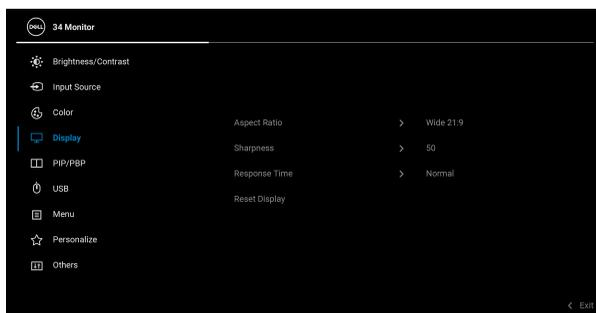 DELL 34 Monitor
Brightness/Contrast
Input Source
Color
Aspect Ratio > Wide 21:9
Display
Sharpness > 50
PIP/PBP
Response Time > Normal
USB
Reset Display
Menu
Personalize
Others
< Exit